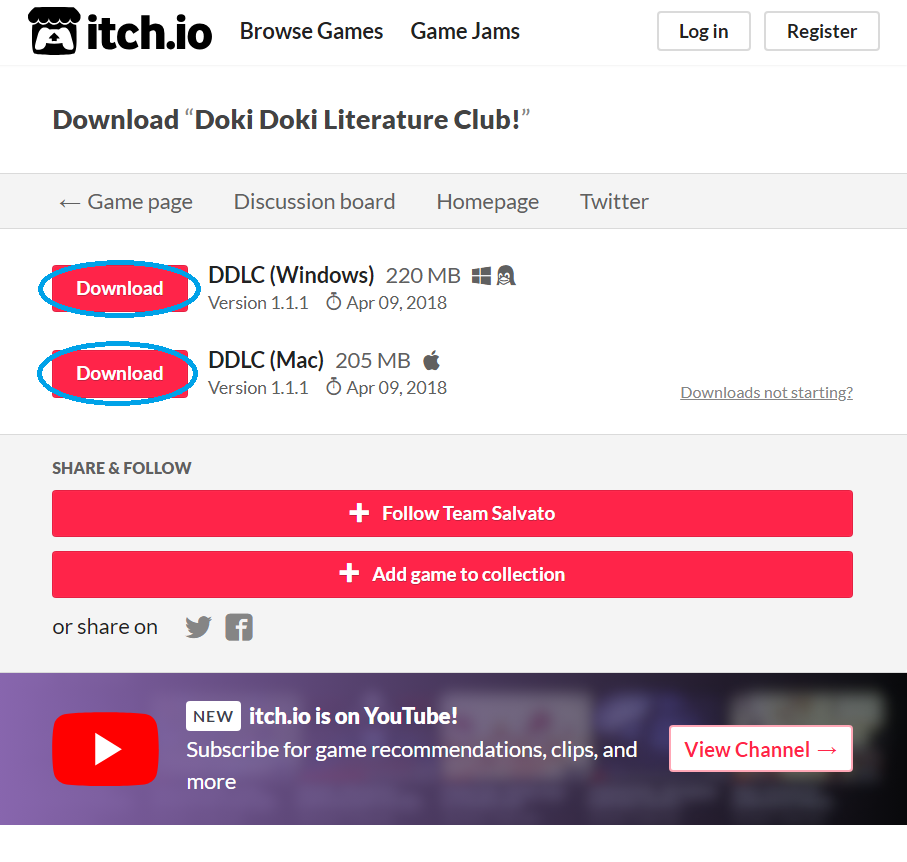 itch.io Browse Games Game Jams Log in Register
Download “Doki Doki Literature Club!”
← Game page Discussion board Homepage Twitter
Download DDLC (Windows) 220 MB
Version 1.1.1 Apr 09, 2018
Download DDLC (Mac) 205 MB
Version 1.1.1 Apr 09, 2018
Downloads not starting?
SHARE & FOLLOW
Follow Team Salvato
Add game to collection
or share on
NEW itch.io is on YouTube!
Subscribe for game recommendations, clips, and
more
View Channel →